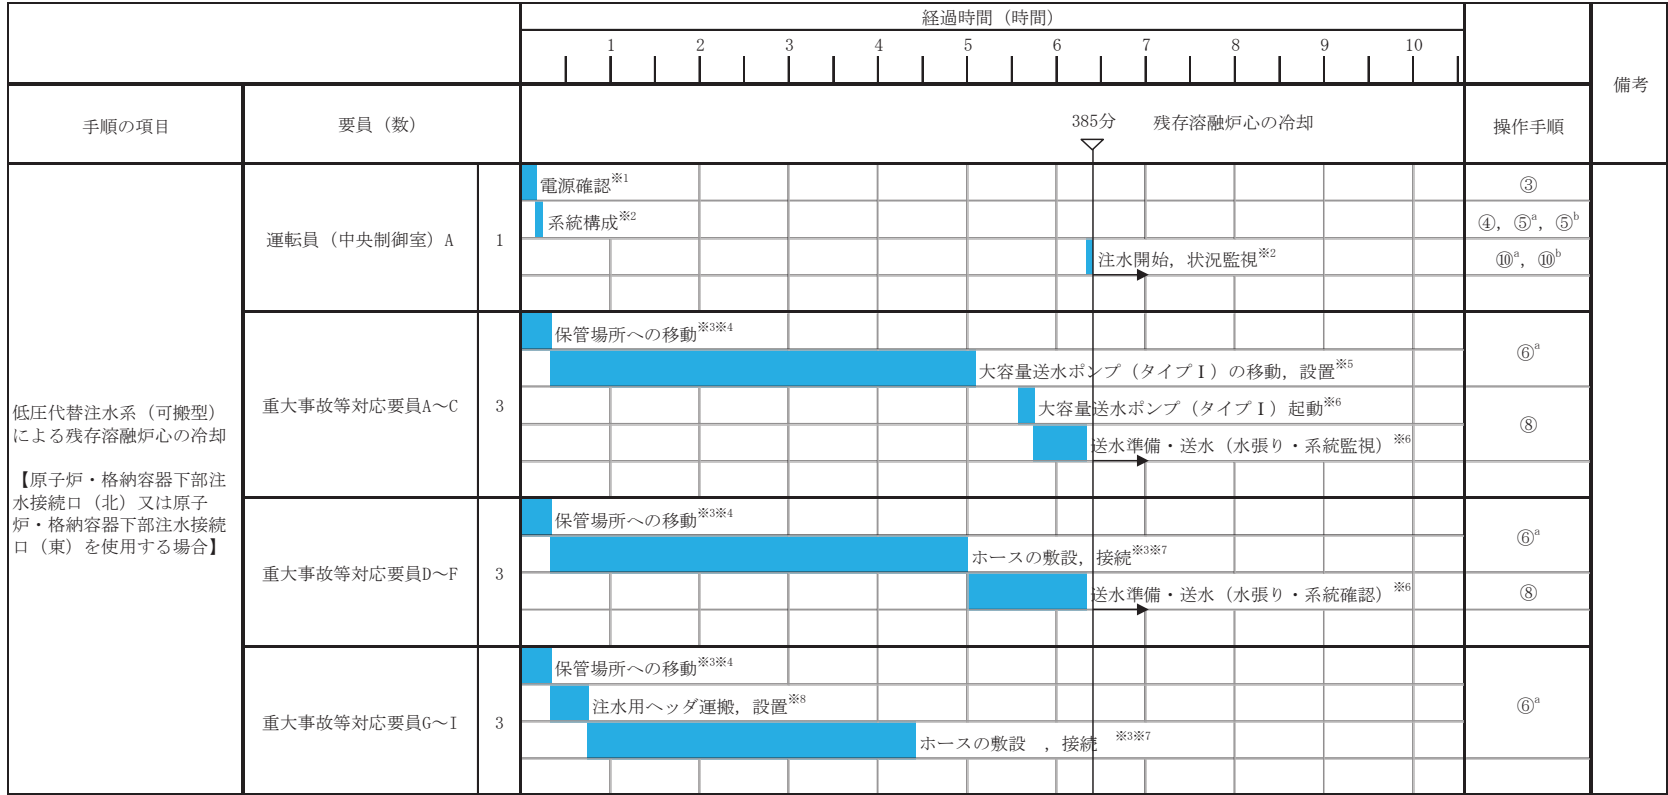 経過時間（時間）
1 2 3 4 5 6 7 8 9 10
備考
手順の項目
要員（数）
385分
残存溶融炉心の冷却
操作手順
低圧代替注水系（可搬型）
による残存溶融炉心の冷却
【原子炉・格納容器下部注
水接続口（北）又は原子
炉・格納容器下部注水接続
口（東）を使用する場合】
運転員（中央制御室）A
1
電源確認※1
③
系統構成※2
④，⑤a，⑤b
注水開始，状況監視※2
⑩a，⑩b
重大事故等対応要員A～C
3
保管場所への移動※3※4
⑥a
大容量送水ポンプ（タイプⅠ）の移動，設置※5
大容量送水ポンプ（タイプⅠ）起動※6
⑧
送水準備・送水（水張り・系統監視）※6
重大事故等対応要員D～F
3
保管場所への移動※3※4
⑥a
ホースの敷設，接続※3※7
送水準備・送水（水張り・系統確認）※6
⑧
重大事故等対応要員G～I
3
保管場所への移動※3※4
注水用ヘッダ運搬，設置※8
⑥a
ホースの敷設 ，接続 ※3※7